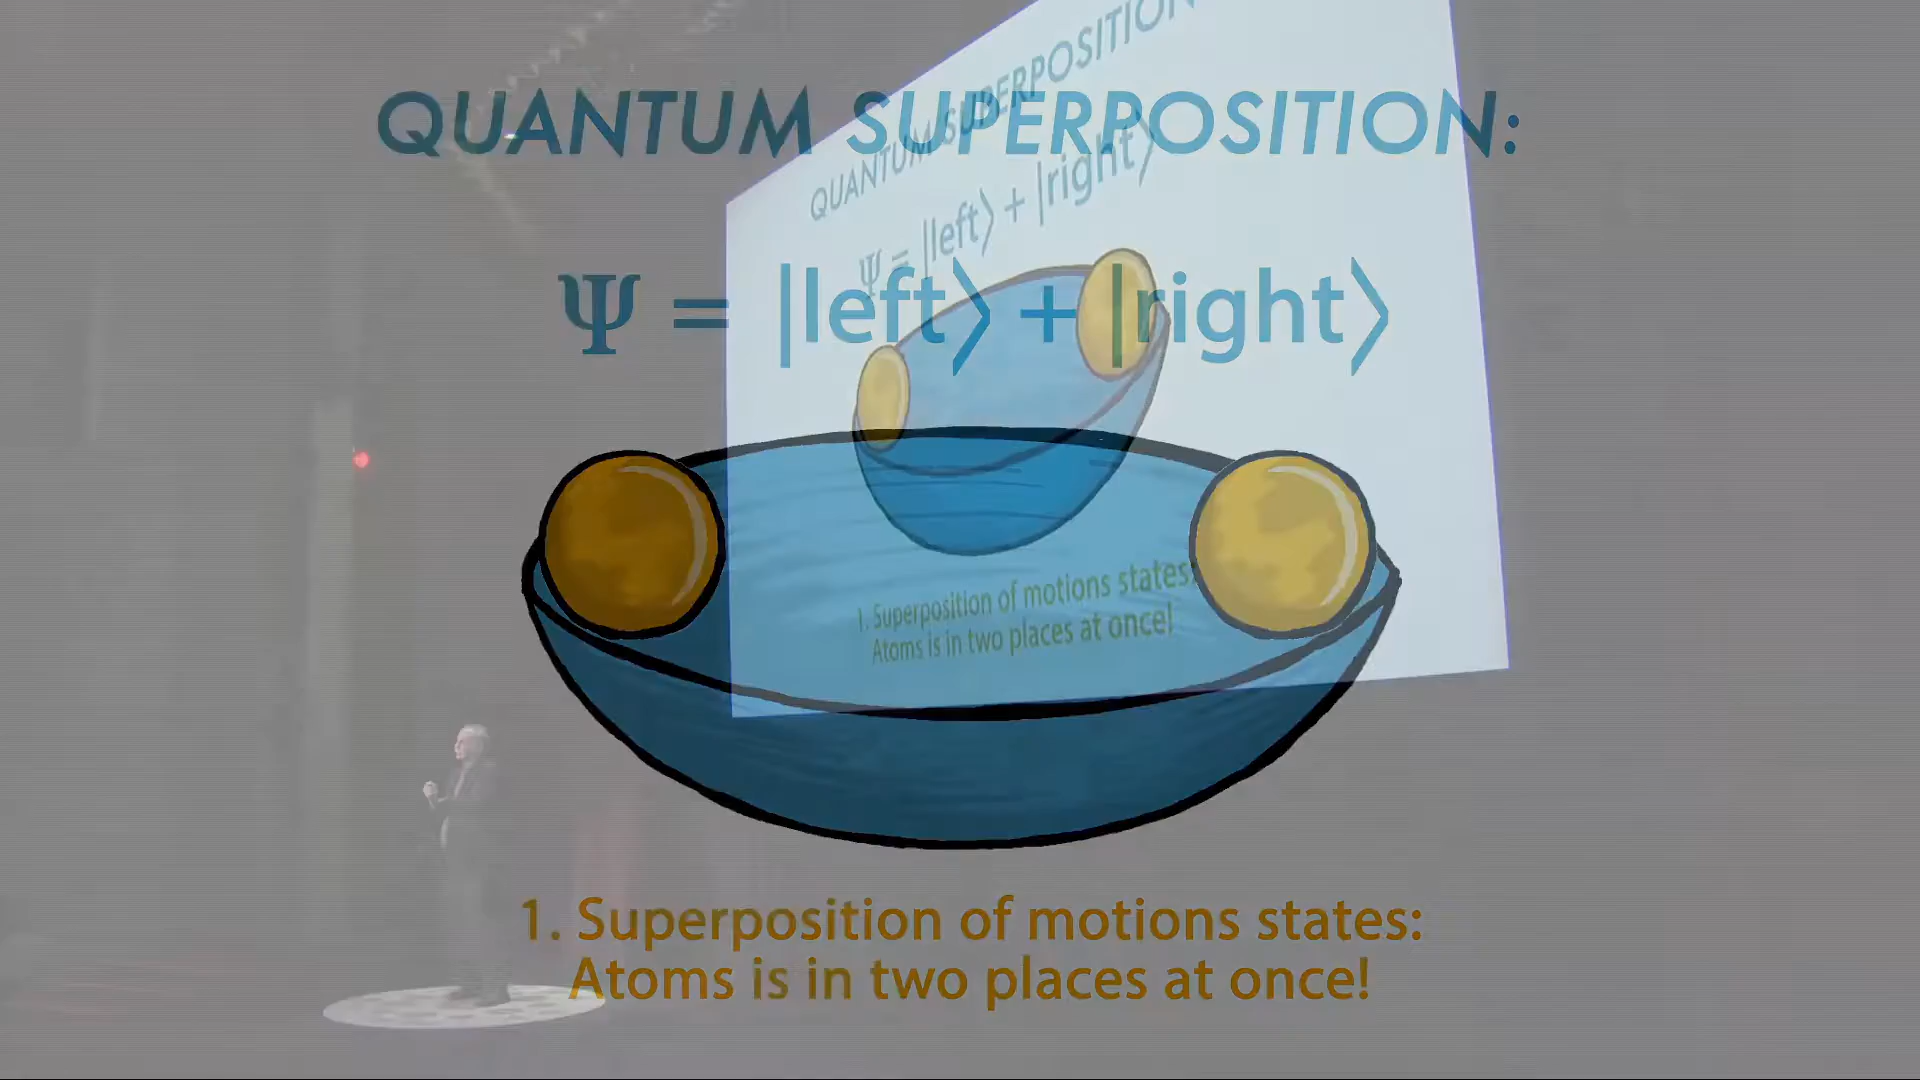 QUANTUM SUPERPOSITION:
Ψ = |left⟩ + |right⟩
1. Superposition of motions states:
Atoms is in two places at once!
QUANTUM SUPERPOSITION
Ψ = |left⟩ + |right⟩
1. Superposition of motions states:
Atoms is in two places at once!